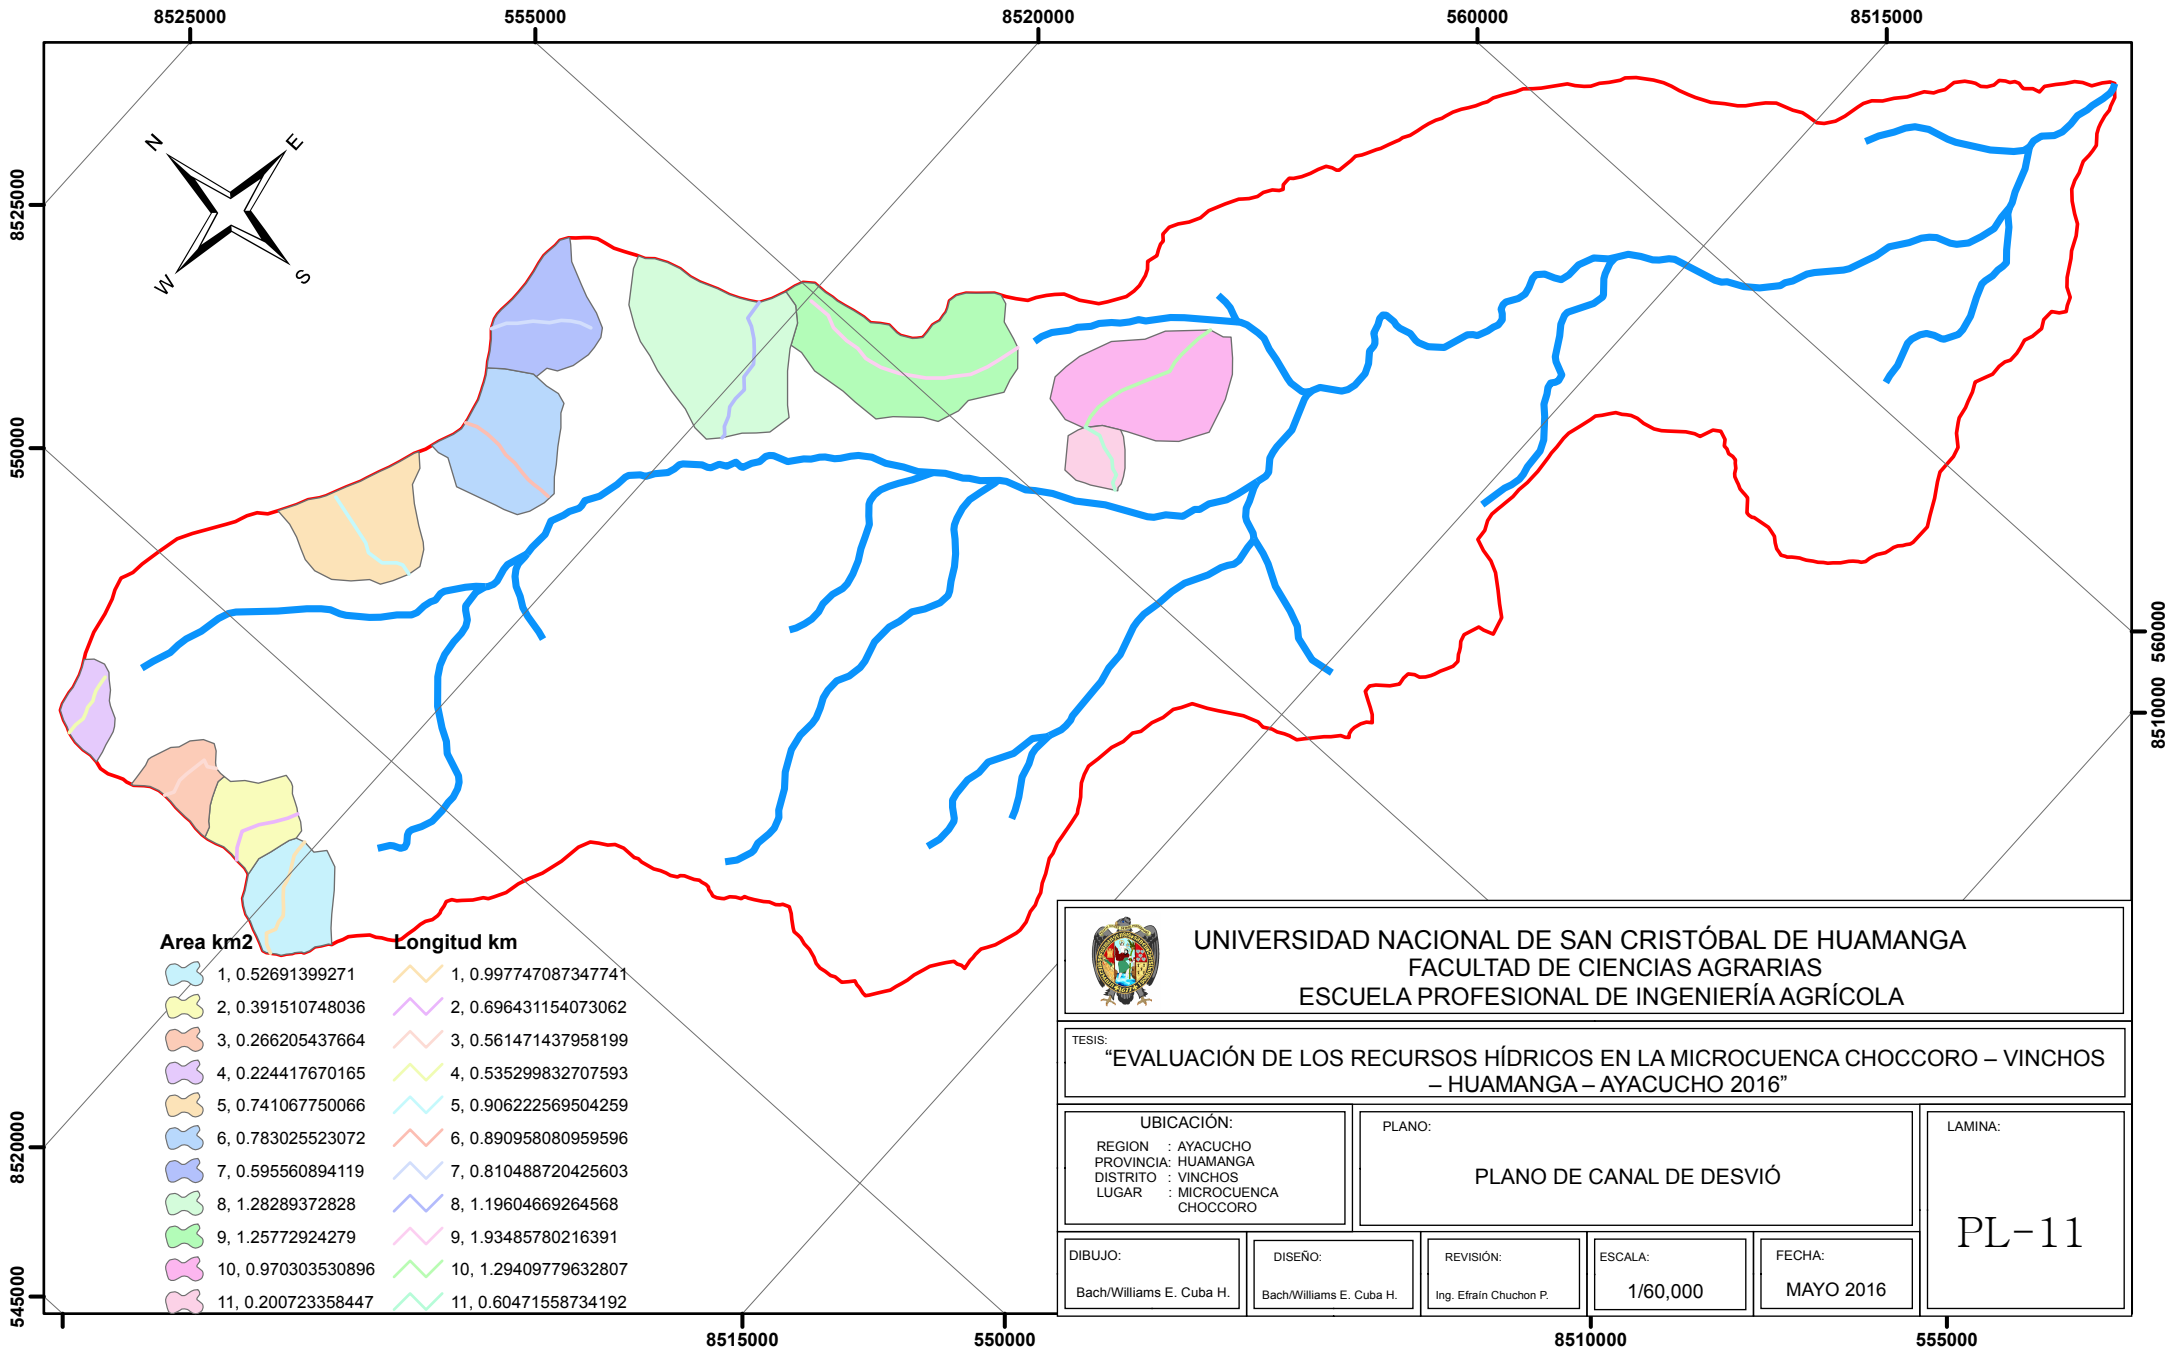 8525000
555000
8520000
560000
8515000
N
E
W
S
8525000
550000
8520000
545000
560000
8510000
8515000
550000
8510000
555000
Area km2
1, 0.52691399271
2, 0.391510748036
3, 0.266205437664
4, 0.224417670165
5, 0.741067750066
6, 0.783025523072
7, 0.595560894119
8, 1.28289372828
9, 1.25772924279
10, 0.970303530896
11, 0.200723358447
Longitud km
1, 0.997747087347741
2, 0.696431154073062
3, 0.561471437958199
4, 0.535299832707593
5, 0.906222569504259
6, 0.890958080959596
7, 0.810488720425603
8, 1.19604669264568
9, 1.93485780216391
10, 1.29409779632807
11, 0.60471558734192
UNIVERSIDAD NACIONAL DE SAN CRISTÓBAL DE HUAMANGA
FACULTAD DE CIENCIAS AGRARIAS
ESCUELA PROFESIONAL DE INGENIERÍA AGRÍCOLA
TESIS:
“EVALUACIÓN DE LOS RECURSOS HÍDRICOS EN LA MICROCUENCA CHOCCORO – VINCHOS
– HUAMANGA – AYACUCHO 2016”
UBICACIÓN:
REGION : AYACUCHO
PROVINCIA: HUAMANGA
DISTRITO : VINCHOS
LUGAR : MICROCUENCA
CHOCCORO
PLANO:
PLANO DE CANAL DE DESVIÓ
LAMINA:
PL-11
DIBUJO:
Bach/Williams E. Cuba H.
DISEÑO:
Bach/Williams E. Cuba H.
REVISIÓN:
Ing. Efraín Chuchon P.
ESCALA:
1/60,000
FECHA:
MAYO 2016